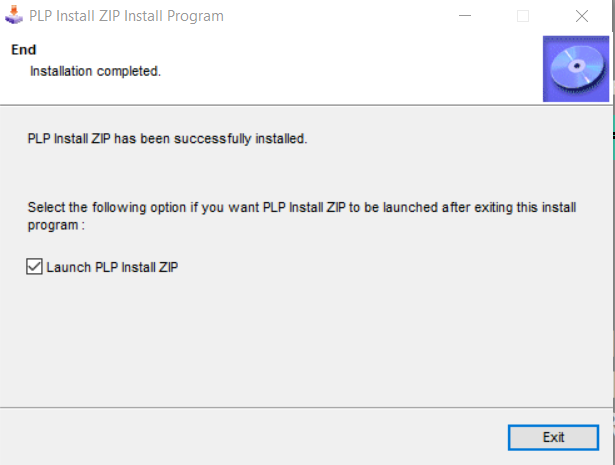 PLP Install ZIP Install Program
End
Installation completed.
PLP Install ZIP has been successfully installed.
Select the following option if you want PLP Install ZIP to be launched after exiting this install
program :
Launch PLP Install ZIP
Exit